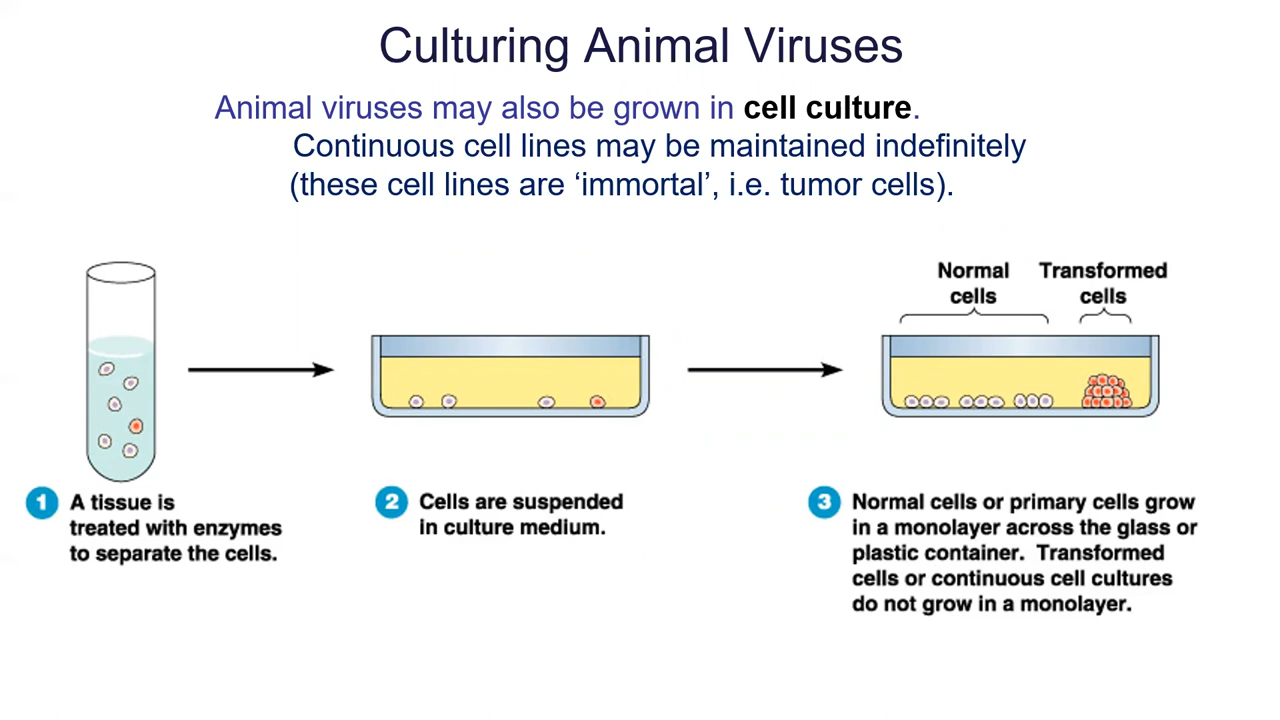 Culturing Animal Viruses
Animal viruses may also be grown in cell culture.
Continuous cell lines may be maintained indefinitely
(these cell lines are ‘immortal’, i.e. tumor cells).
Normal cells
Transformed cells
1 A tissue is
treated with enzymes
to separate the cells.
2 Cells are suspended
in culture medium.
3 Normal cells or primary cells grow
in a monolayer across the glass or
plastic container. Transformed
cells or continuous cell cultures
do not grow in a monolayer.